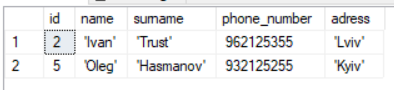 id name surname phone_number adress
1 2 'Ivan' 'Trust' 962125355 'Lviv'
2 5 'Oleg' 'Hasmanov' 932125255 'Kyiv'